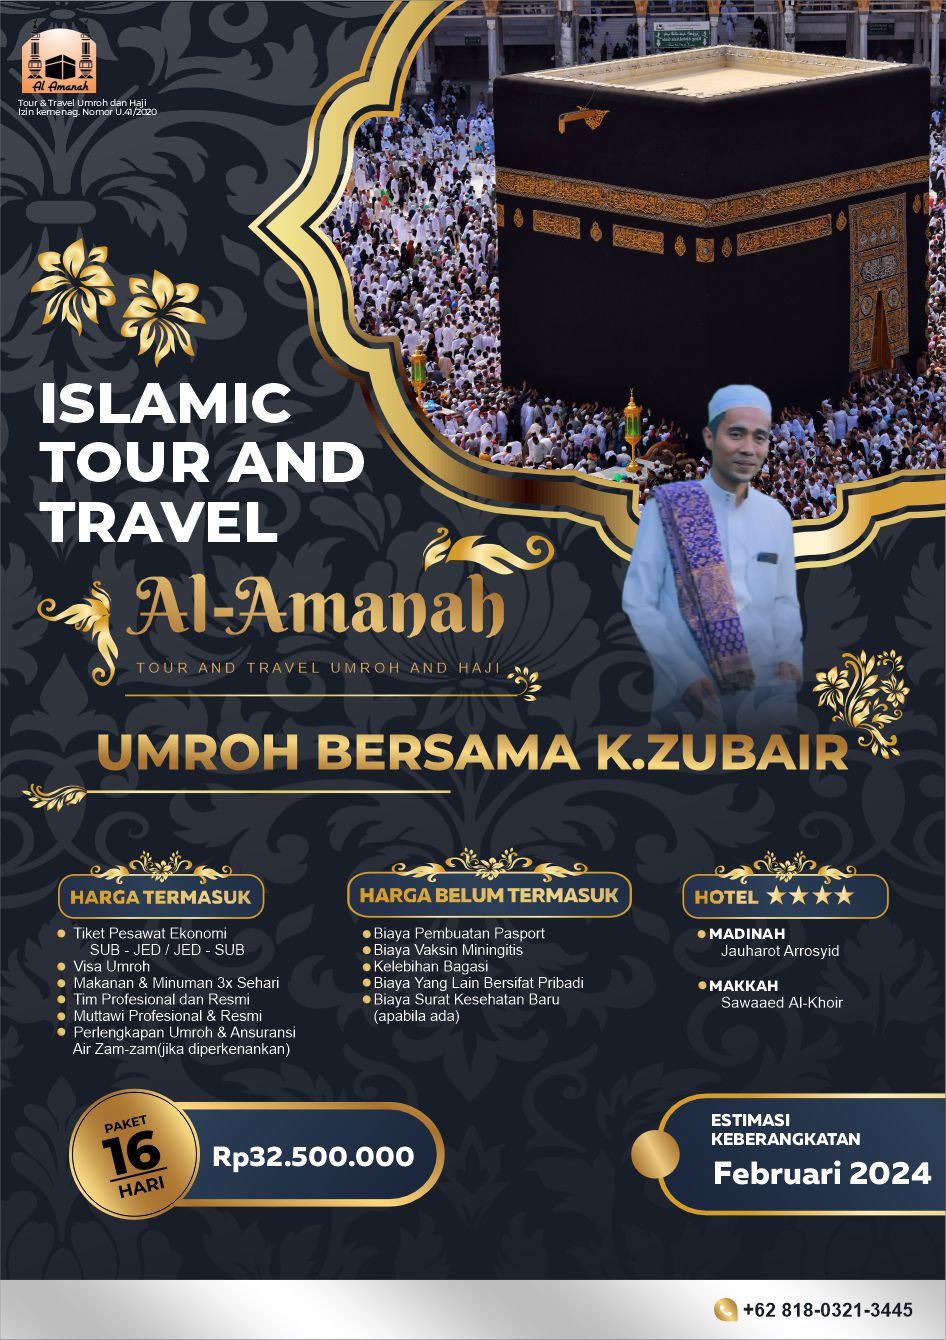 Al Amanah
Tour & Travel Umroh dan Haji
Izin kemenag. Nomor U.41/2020
ISLAMIC
TOUR AND
TRAVEL
Al-Amanah
TOUR AND TRAVEL UMROH AND HAJI
UMROH BERSAMA K.ZUBAIR
HARGA TERMASUK
Tiket Pesawat Ekonomi
SUB - JED / JED - SUB
Visa Umroh
Makanan & Minuman 3x Sehari
Tim Profesional dan Resmi
Muttawi Profesional & Resmi
Perlengkapan Umroh & Ansuransi
Air Zam-zam(jika diperkenankan)
HARGA BELUM TERMASUK
Biaya Pembuatan Pasport
Biaya Vaksin Miningitis
Kelebihan Bagasi
Biaya Yang Lain Bersifat Pribadi
Biaya Surat Kesehatan Baru
(apabila ada)
HOTEL
MADINAH
Jauharot Arrosyid
MAKKAH
Sawaaed Al-Khoir
PAKET
16
HARI
Rp32.500.000
ESTIMASI
KEBERANGKATAN
Februari 2024
+62 818-0321-3445